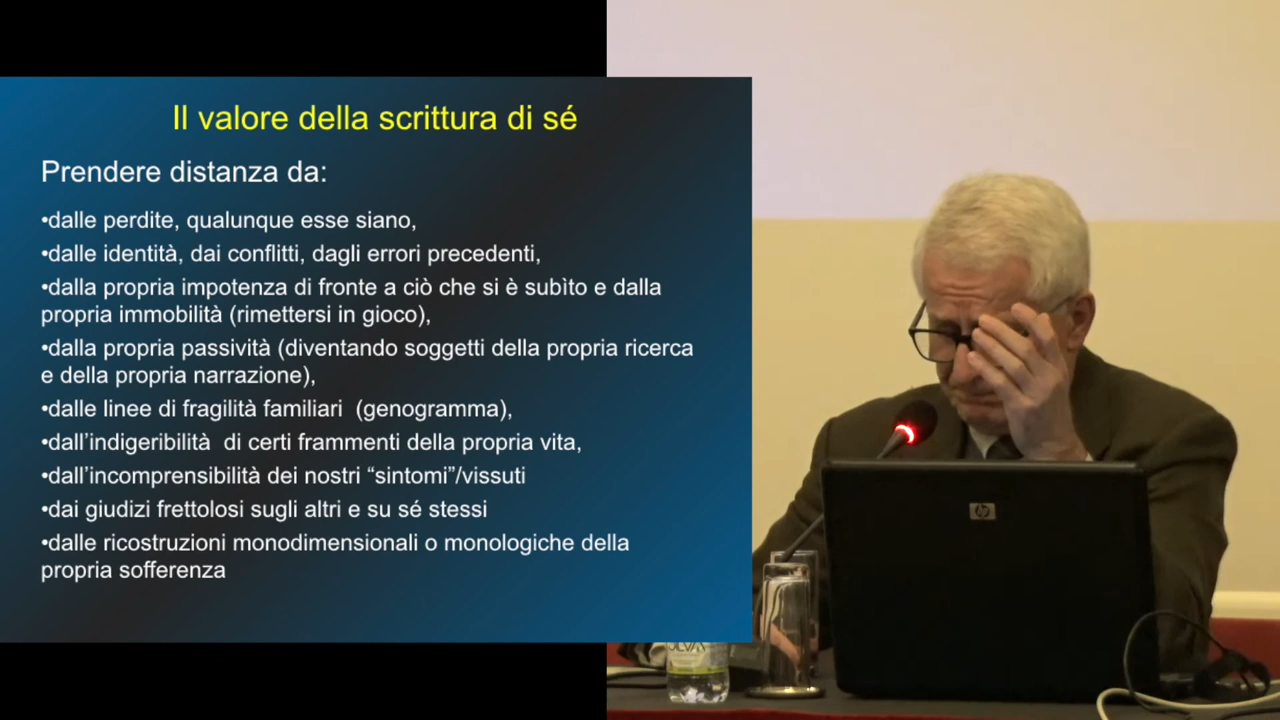 Il valore della scrittura di sé
Prendere distanza da:
•dalle perdite, qualunque esse siano,
•dalle identità, dai conflitti, dagli errori precedenti,
•dalla propria impotenza di fronte a ciò che si è subìto e dalla
propria immobilità (rimettersi in gioco),
•dalla propria passività (diventando soggetti della propria ricerca
e della propria narrazione),
•dalle linee di fragilità familiari (genogramma),
•dall’indigeribilità di certi frammenti della propria vita,
•dall’incomprensibilità dei nostri “sintomi”/vissuti
•dai giudizi frettolosi sugli altri e su sé stessi
•dalle ricostruzioni monodimensionali o monologiche della
propria sofferenza
hp